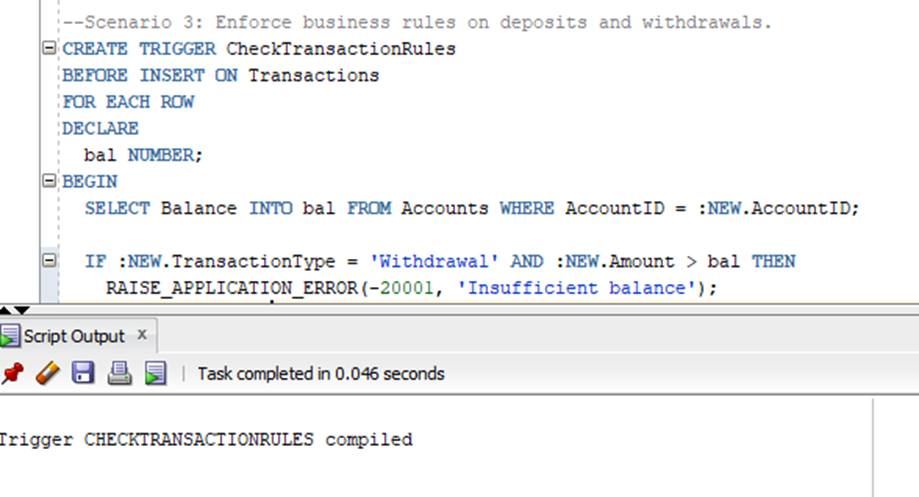 --Scenario 3: Enforce business rules on deposits and withdrawals.
CREATE TRIGGER CheckTransactionRules
BEFORE INSERT ON Transactions
FOR EACH ROW
DECLARE
  bal NUMBER;
BEGIN
  SELECT Balance INTO bal FROM Accounts WHERE AccountID = :NEW.AccountID;
  IF :NEW.TransactionType = 'Withdrawal' AND :NEW.Amount > bal THEN
    RAISE_APPLICATION_ERROR(-20001, 'Insufficient balance');
Script Output x
Task completed in 0.046 seconds
Trigger CHECKTRANSACTIONRULES compiled